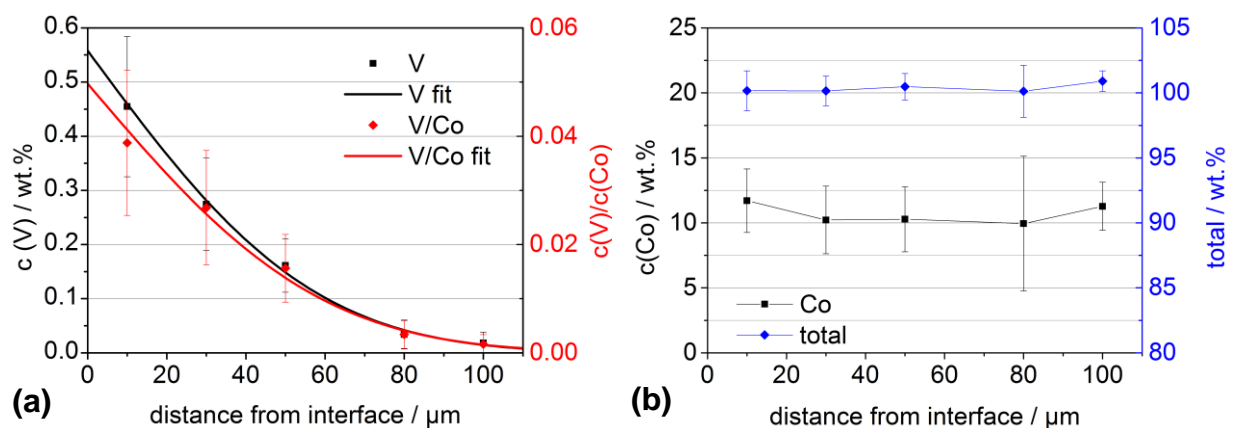 0.6
0.5
0.4
0.3
0.2
0.1
0.0
c (V) / wt.%
0 20 40 60 80 100
distance from interface / µm
0.06
0.04
0.02
0.00
c(V)/c(Co)
V
V fit
V/Co
V/Co fit
(a)
25
20
15
10
5
0
c(Co) / wt.%
0 20 40 60 80 100
distance from interface / µm
105
100
95
90
85
80
total / wt.%
Co
total
(b)